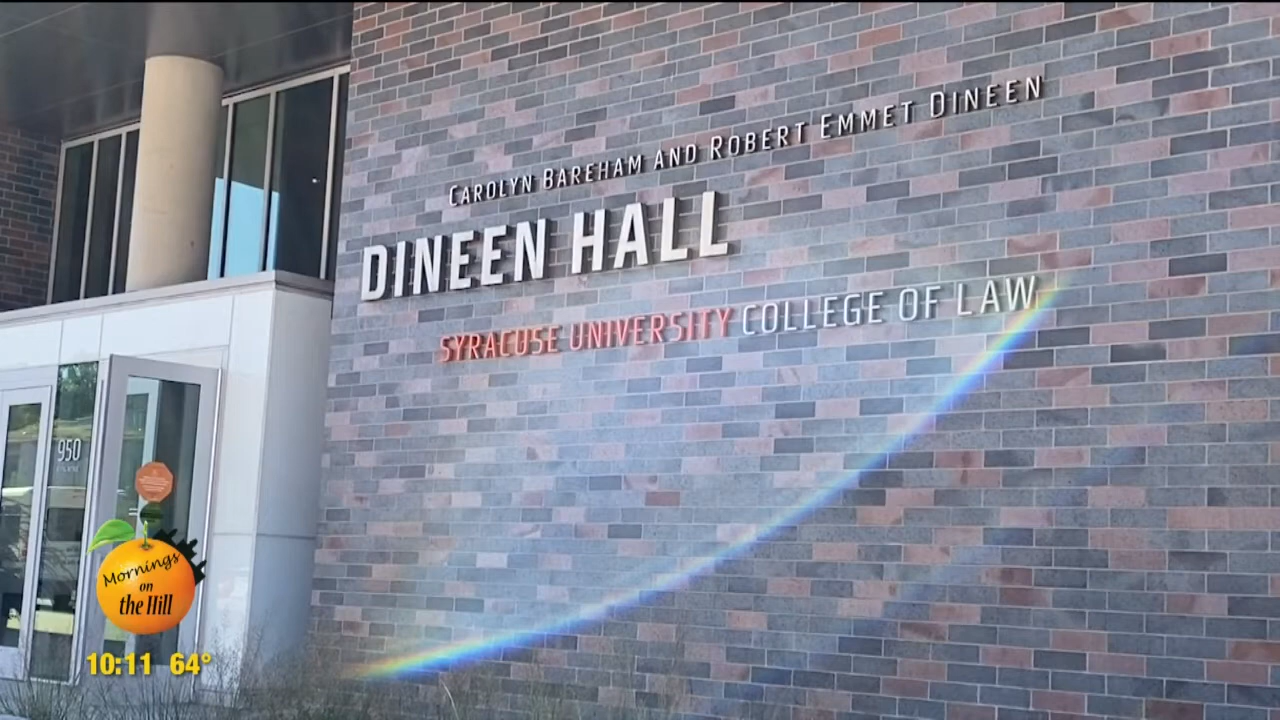 CAROLYN BAREHAM AND ROBERT EMMET DINEEN
DINEEN HALL
SYRACUSE UNIVERSITY COLLEGE OF LAW
950
Mornings
on
the Hill
10:11 64°